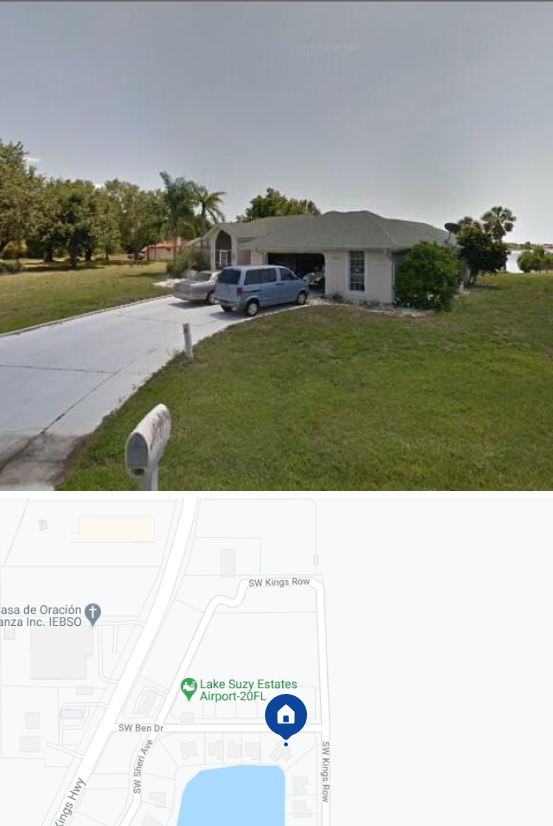 SW Kings Row
asa de Oración
anza Inc. IEBSO
Lake Suzy Estates
Airport-20FL
SW Ben Dr
SW Sheri Ave
SW Kings Row
Kings Hwy